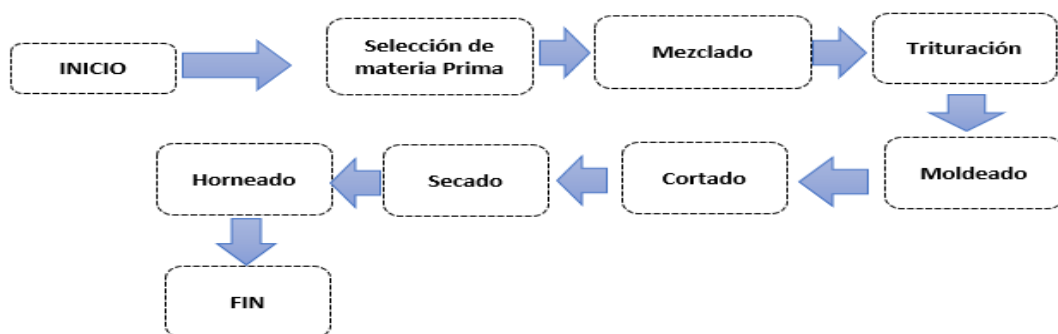 INICIO
Selección de
materia Prima
Mezclado
Trituración
Moldeado
Cortado
Secado
Horneado
FIN